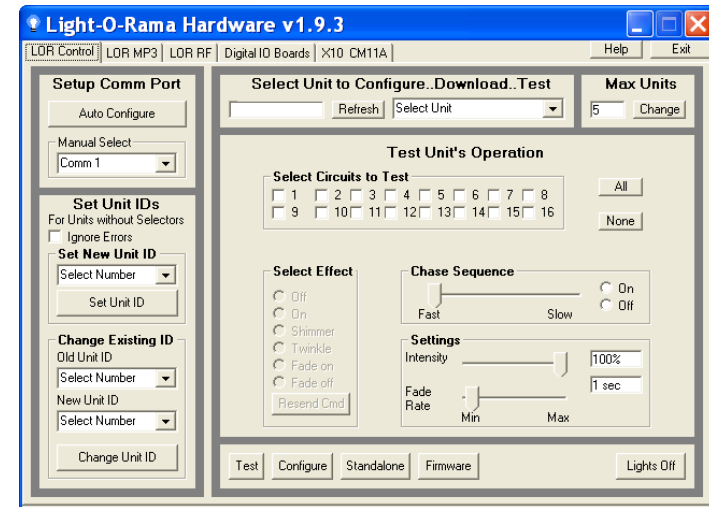 Light-O-Rama Hardware v1.9.3
LOR Control LOR MP3 LOR RF Digital IO Boards X10 CM11A
Help Exit
Setup Comm Port
Auto Configure
Manual Select
Comm 1
Set Unit IDs
For Units without Selectors
Ignore Errors
Set New Unit ID
Select Number
Set Unit ID
Change Existing ID
Old Unit ID
Select Number
New Unit ID
Select Number
Change Unit ID
Select Unit to Configure..Download..Test
Refresh Select Unit
Max Units
5 Change
Test Unit's Operation
Select Circuits to Test
1 2 3 4 5 6 7 8
9 10 11 12 13 14 15 16
All
None
Select Effect
Off
On
Shimmer
Twinkle
Fade on
Fade off
Resend Cmd
Chase Sequence
Fast Slow
On
Off
Settings
Intensity 100%
Fade Rate 1 sec
Min Max
Test Configure Standalone Firmware Lights Off